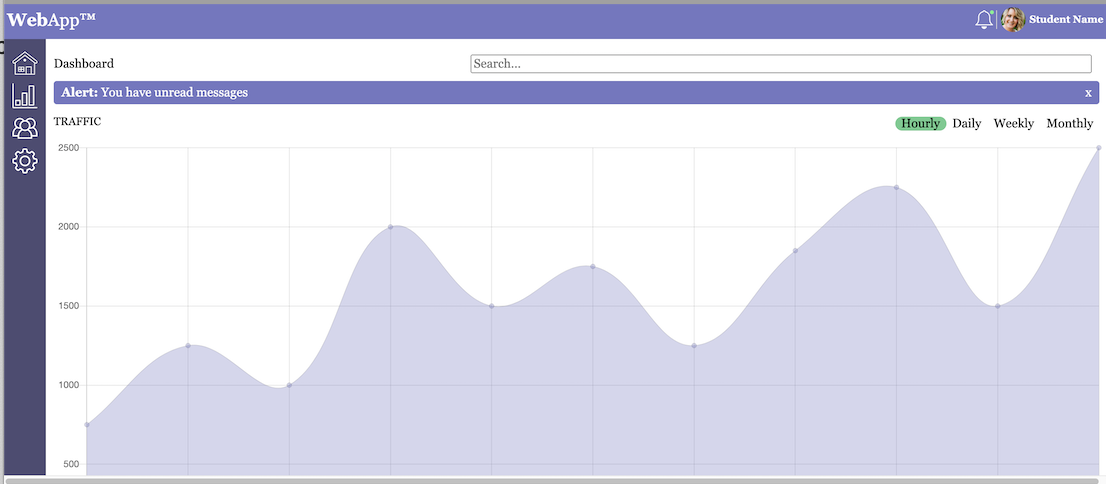 WebApp™ Student Name
Dashboard Search...
Alert: You have unread messages x
TRAFFIC Hourly Daily Weekly Monthly
2500
2000
1500
1000
500